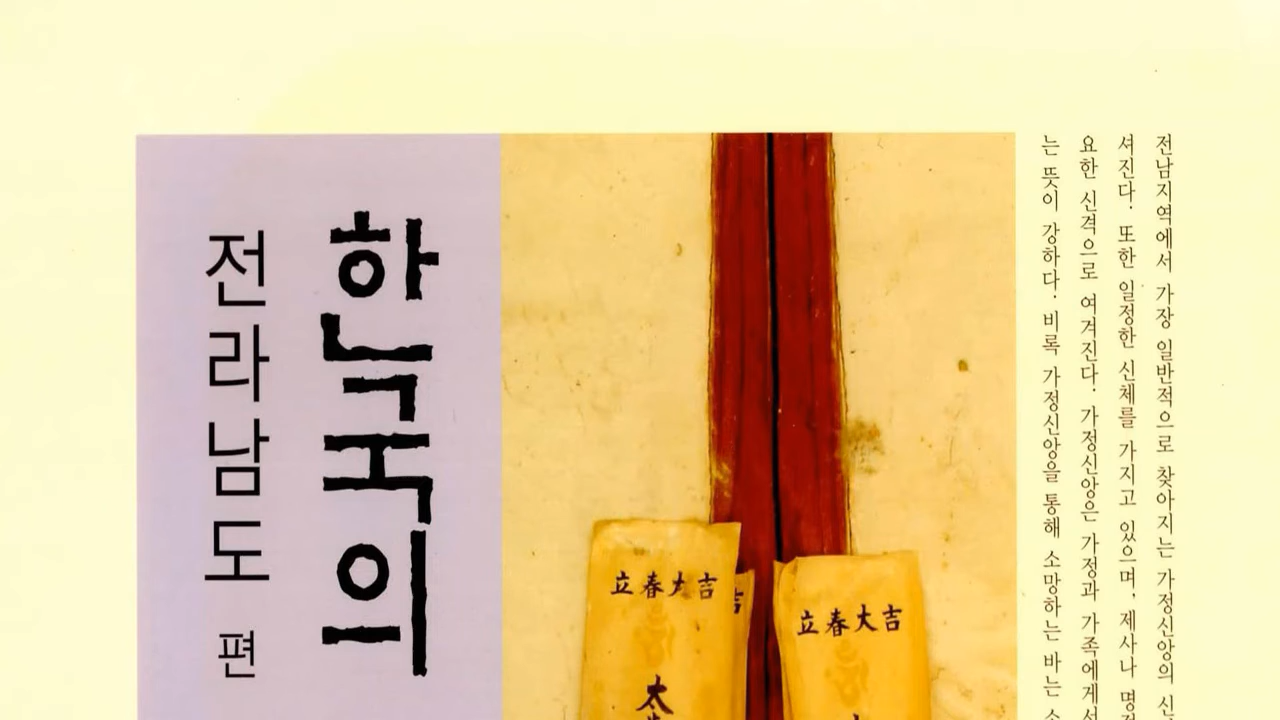 한국의
전라남도 편
立春大吉
太
吉
立春大吉
전남지역에서 가장 일반적으로 찾아지는 가정신앙의 신
셔진다. 또한 일정한 신체를 가지고 있으며, 제사나 명
요한 신격으로 여겨진다. 가정신앙은 가정과 가족에게서
는 뜻이 강하다. 비록 가정신앙을 통해 소망하는 바는 소